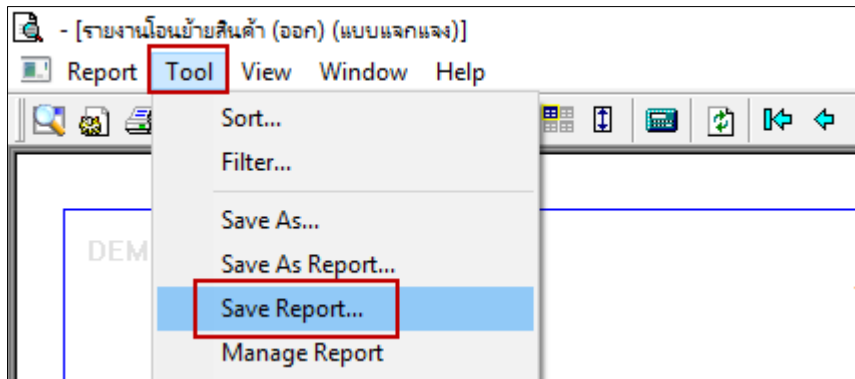 - [รายงานโอนย้ายสินค้า (ออก) (แบบแจกแจง)]
Report Tool View Window Help
Sort...
Filter...
Save As...
DEM
Save As Report...
Save Report...
Manage Report